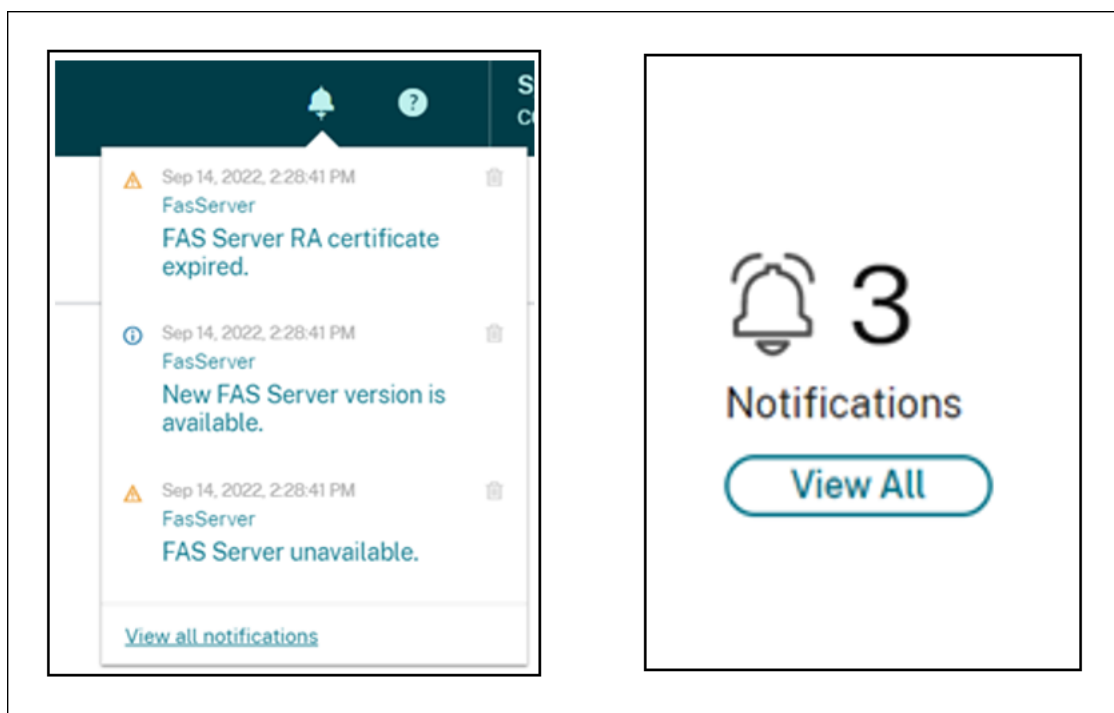 S
Sep 14, 2022, 2:28:41 PM
FasServer
FAS Server RA certificate
expired.
Sep 14, 2022, 2:28:41 PM
FasServer
New FAS Server version is
available.
Sep 14, 2022, 2:28:41 PM
FasServer
FAS Server unavailable.
View all notifications
3
Notifications
View All